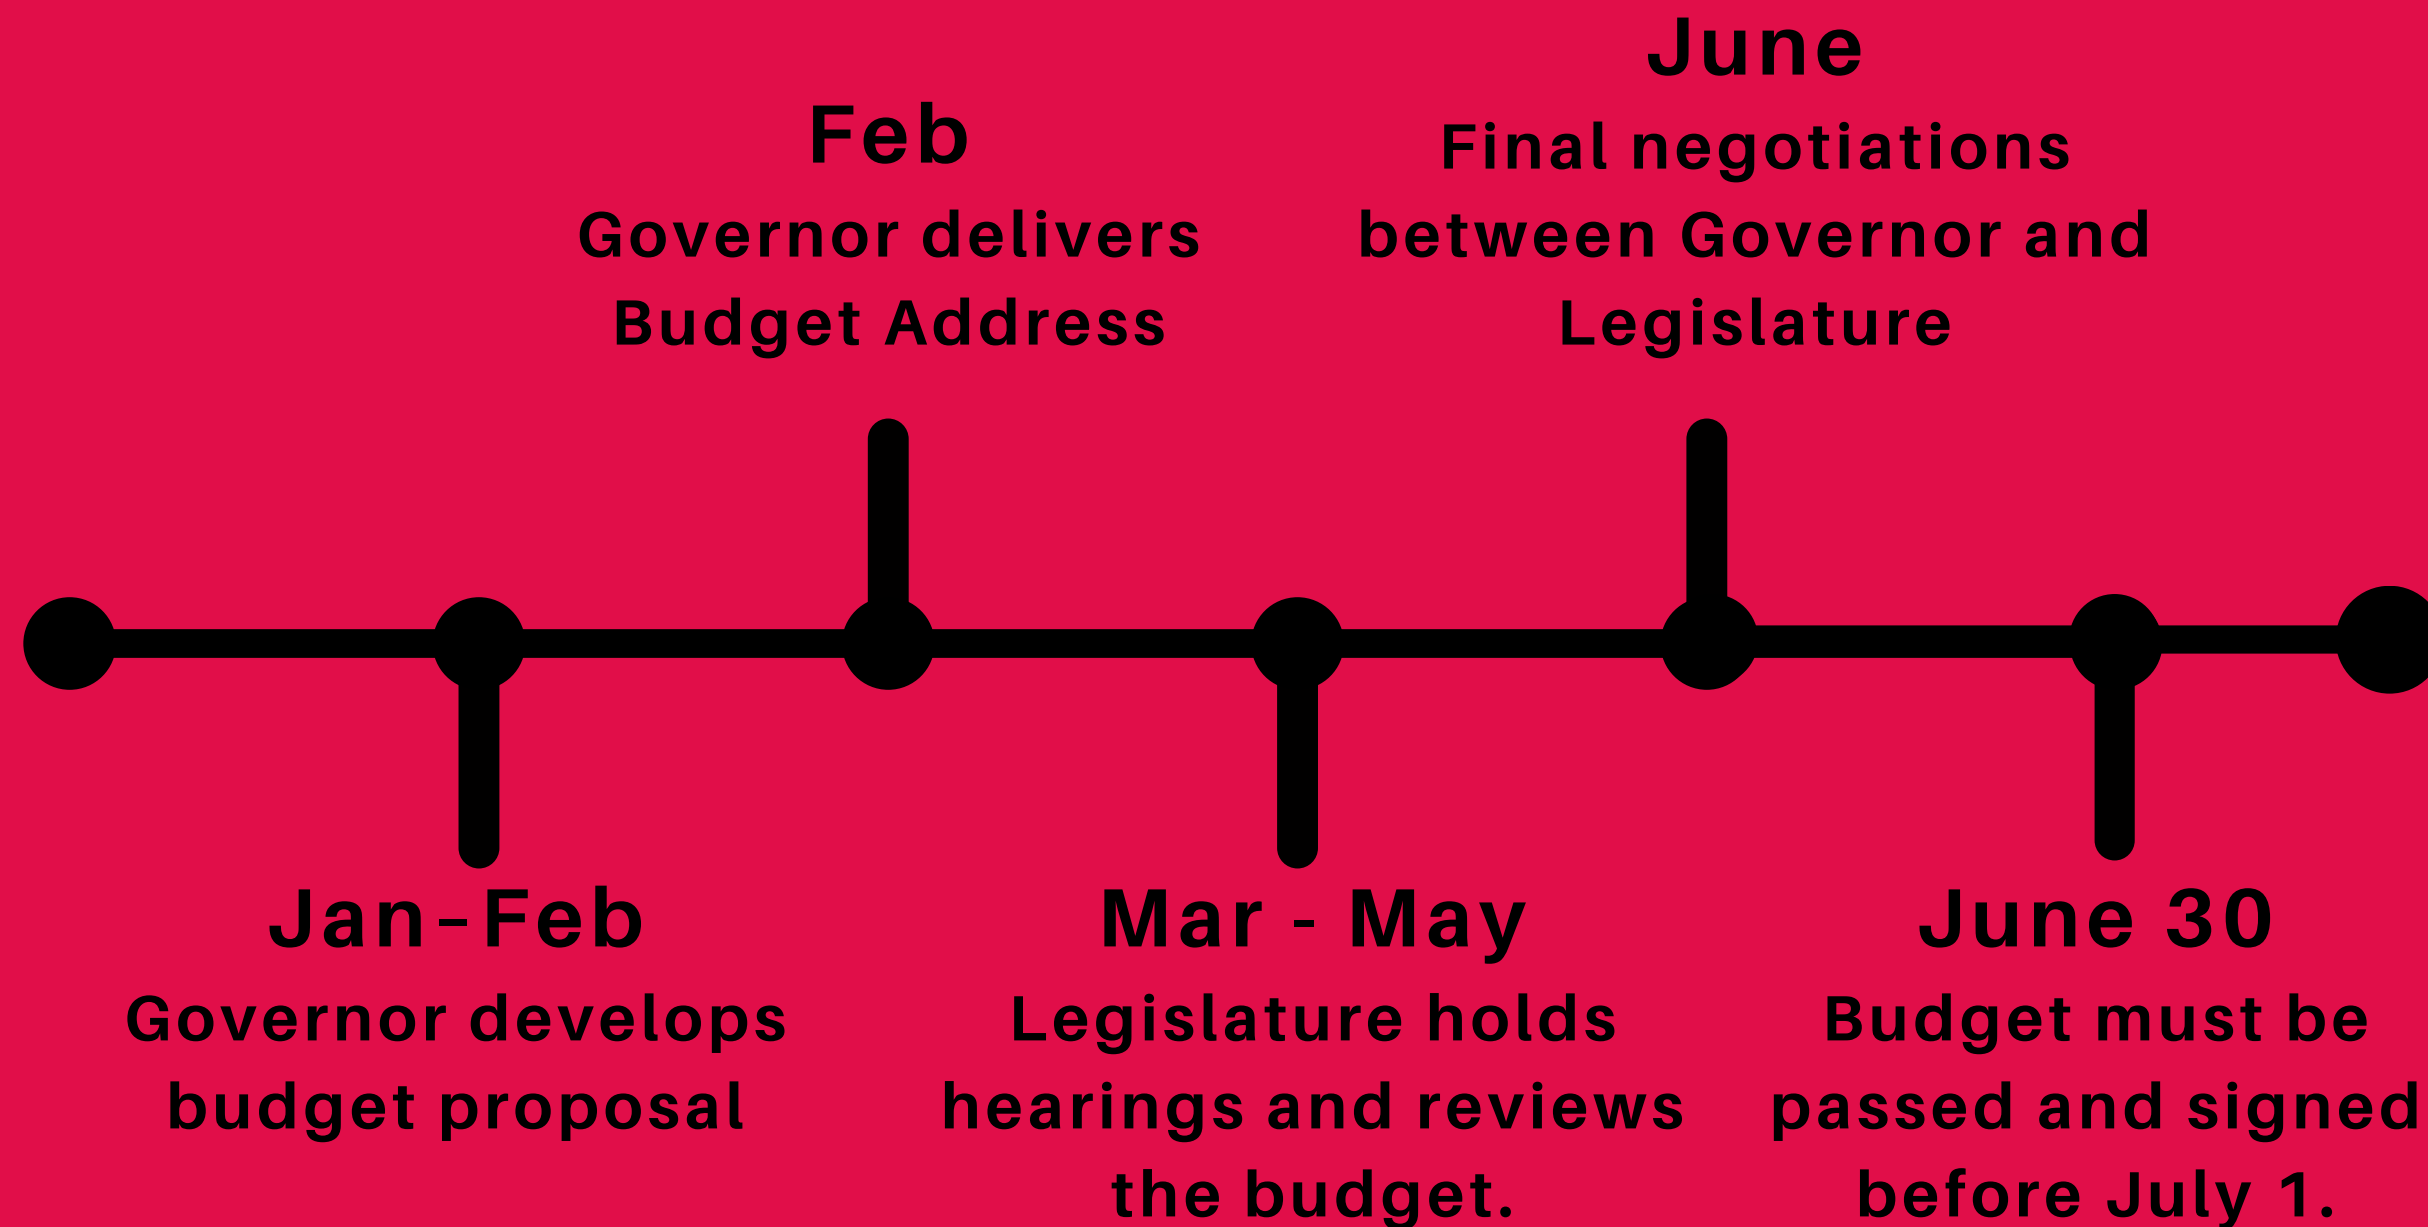 Jan–Feb
Governor develops
budget proposal
Feb
Governor delivers
Budget Address
Mar - May
Legislature holds
hearings and reviews
the budget.
June
Final negotiations
between Governor and
Legislature
June 30
Budget must be
passed and signed
before July 1.